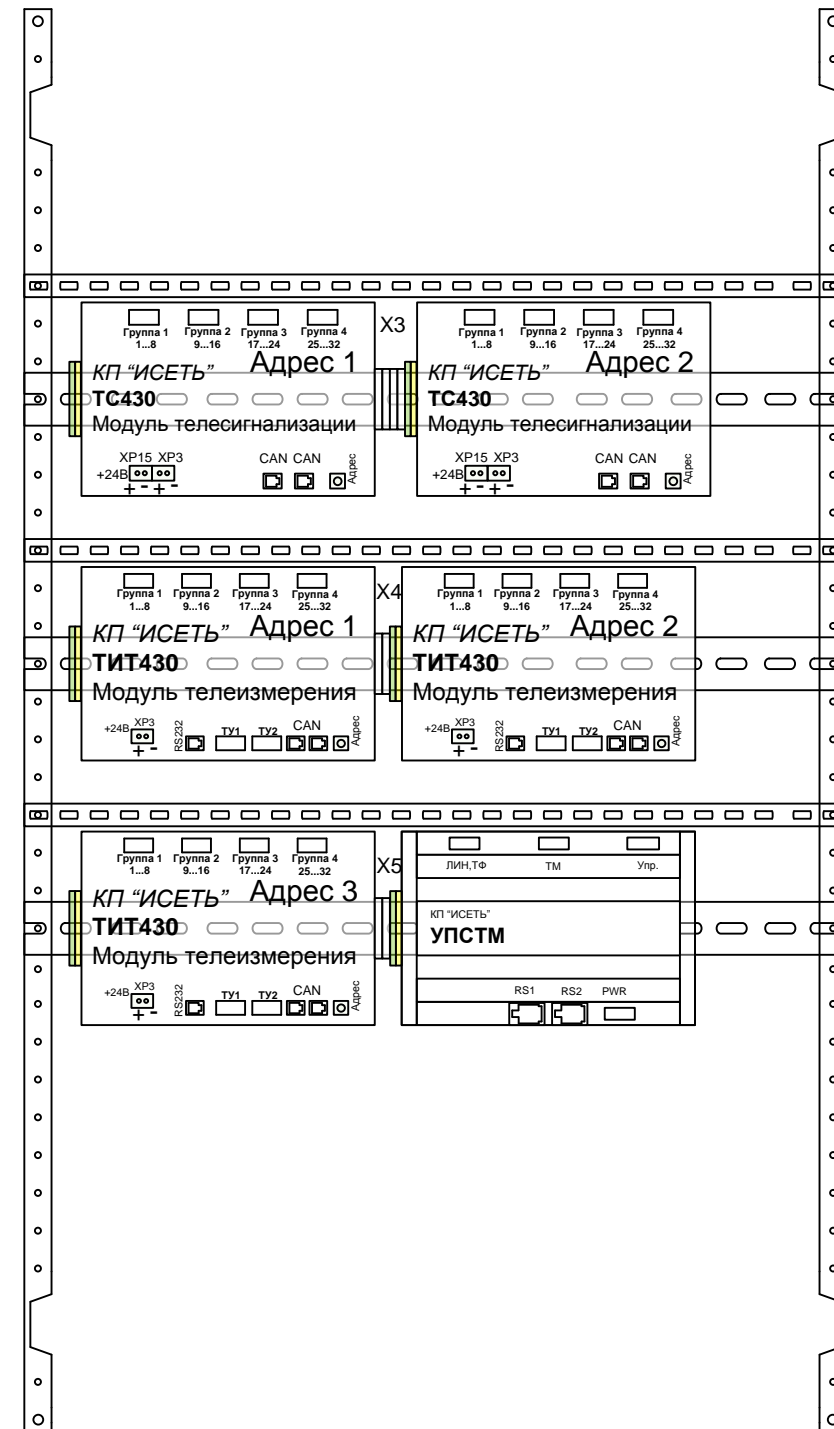 Группа 1 Группа 2 Группа 3 Группа 4
1...8 9...16 17...24 25...32
Адрес 1
КП “ИСЕТЬ”
ТС430
Модуль телесигнализации
XP15 XP3
+24В
+ - + -
CAN CAN
Адрес
X3
Группа 1 Группа 2 Группа 3 Группа 4
1...8 9...16 17...24 25...32
Адрес 2
КП “ИСЕТЬ”
ТС430
Модуль телесигнализации
XP15 XP3
+24В
+ - + -
CAN CAN
Адрес
Группа 1 Группа 2 Группа 3 Группа 4
1...8 9...16 17...24 25...32
Адрес 1
КП “ИСЕТЬ”
ТИТ430
Модуль телеизмерения
+24В XP3
+ -
RS232
ТУ1 ТУ2 CAN
Адрес
X4
Группа 1 Группа 2 Группа 3 Группа 4
1...8 9...16 17...24 25...32
Адрес 2
КП “ИСЕТЬ”
ТИТ430
Модуль телеизмерения
+24В XP3
+ -
RS232
ТУ1 ТУ2 CAN
Адрес
Группа 1 Группа 2 Группа 3 Группа 4
1...8 9...16 17...24 25...32
Адрес 3
КП “ИСЕТЬ”
ТИТ430
Модуль телеизмерения
+24В XP3
+ -
RS232
ТУ1 ТУ2 CAN
Адрес
X5
ЛИН,ТФ ТМ Упр.
КП “ИСЕТЬ”
УПСТМ
RS1 RS2 PWR